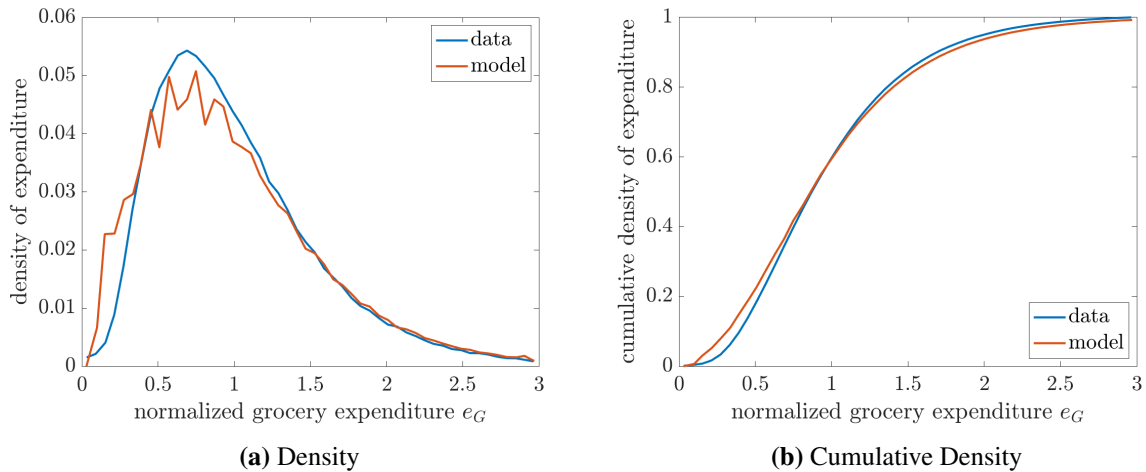 0.06
0.05
0.04
0.03
0.02
0.01
0
density of expenditure
data
model
0 0.5 1 1.5 2 2.5 3
normalized grocery expenditure e_G
(a) Density
1
0.8
0.6
0.4
0.2
0
cumulative density of expenditure
data
model
0 0.5 1 1.5 2 2.5 3
normalized grocery expenditure e_G
(b) Cumulative Density